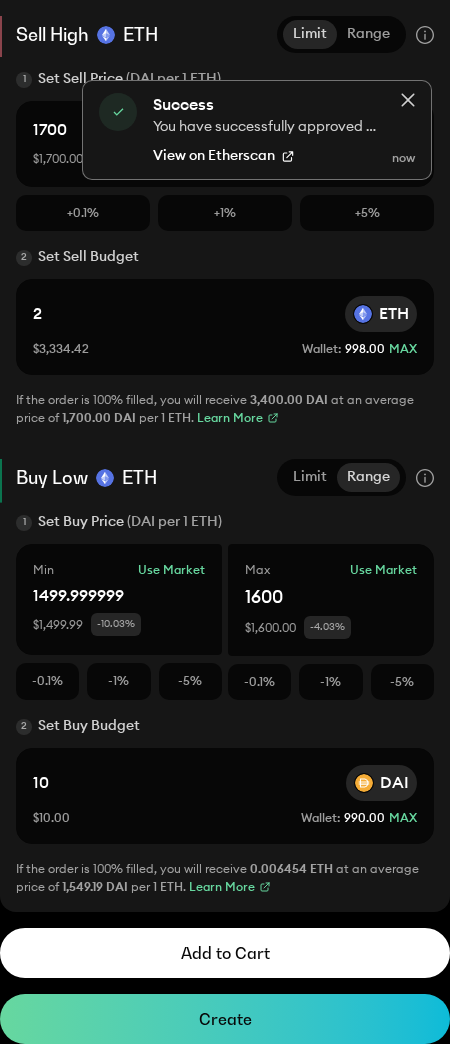 Sell High ETH Limit Range
1 Set Sell Price (DAI per 1 ETH)
Success
You have successfully approved ...
View on Etherscan
now
1700
$1,700.00
+0.1% +1% +5%
2 Set Sell Budget
2 ETH
$3,334.42 Wallet: 998.00 MAX
If the order is 100% filled, you will receive 3,400.00 DAI at an average
price of 1,700.00 DAI per 1 ETH. Learn More
Buy Low ETH Limit Range
1 Set Buy Price (DAI per 1 ETH)
Min Use Market Max Use Market
1499.999999 1600
$1,499.99 -10.03% $1,600.00 -4.03%
-0.1% -1% -5% -0.1% -1% -5%
2 Set Buy Budget
10 DAI
$10.00 Wallet: 990.00 MAX
If the order is 100% filled, you will receive 0.006454 ETH at an average
price of 1,549.19 DAI per 1 ETH. Learn More
Add to Cart
Create